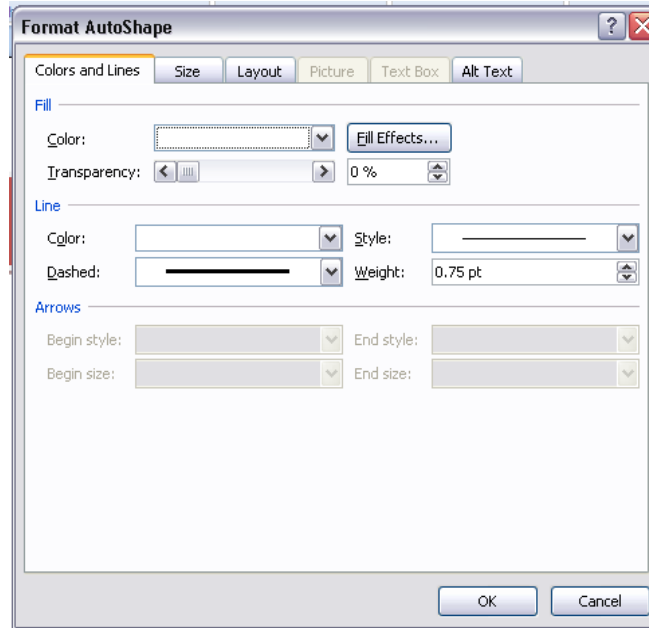 Format AutoShape
Colors and Lines Size Layout Picture Text Box Alt Text
Fill
Color: Fill Effects...
Transparency: 0 %
Line
Color: Style:
Dashed: Weight: 0.75 pt
Arrows
Begin style: End style:
Begin size: End size:
OK Cancel